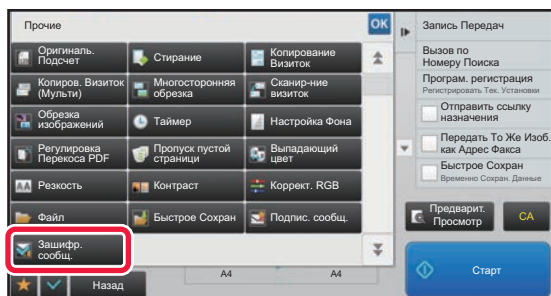 Прочие
OK
Оригиналь.
Подсчет
Стирание
Копирование
Визиток
Копиров. Визиток
(Мульти)
Многосторонняя
обрезка
Сканир-ние
визиток
Обрезка
изображений
Таймер
Настройка Фона
Регулировка
Перекоса PDF
Пропуск пустой
страницы
Выпадающий
цвет
Резкость
Контраст
Коррект. RGB
Файл
Быстрое Сохран
Подпис. сообщ.
Зашифр.
сообщ.
Назад
A4
A4
Запись Передач
Вызов по
Номеру Поиска
Програм. регистрация
Регистрировать Тек. Установки
Отправить ссылку
назначения
Передать То Же Изоб.
как Адрес Факса
Быстрое Сохран
Временно Сохран. Данные
Предварит.
Просмотр
CA
Старт